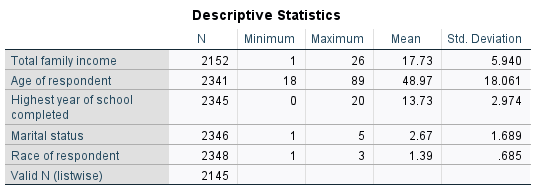 Descriptive Statistics
N Minimum Maximum Mean Std. Deviation
Total family income 2152 1 26 17.73 5.940
Age of respondent 2341 18 89 48.97 18.061
Highest year of school
completed 2345 0 20 13.73 2.974
Marital status 2346 1 5 2.67 1.689
Race of respondent 2348 1 3 1.39 .685
Valid N (listwise) 2145